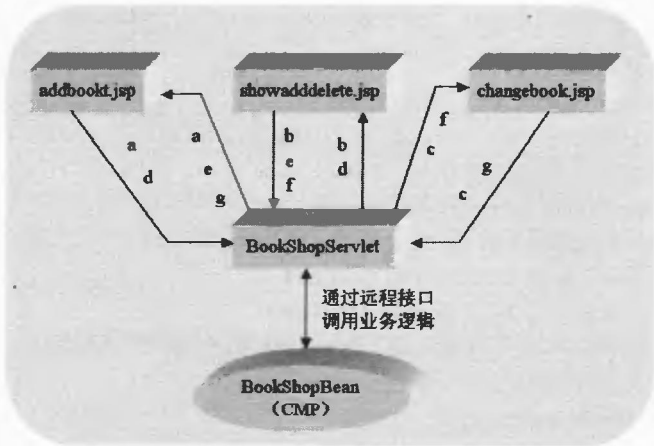 addbookt.jsp
showadddelete.jsp
changebook.jsp
a
d
a
e
g
b
e
f
b
d
f
c
g
c
BookShopServlet
通过远程接口
调用业务逻辑
BookShopBean
（CMP）